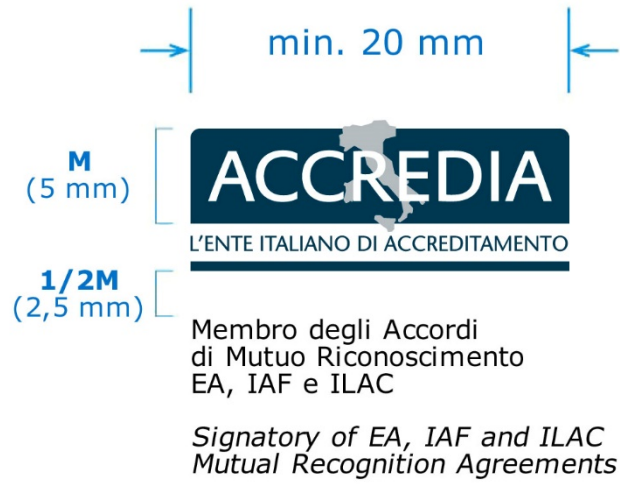 min. 20 mm
M
(5 mm)
ACCREDIA
L'ENTE ITALIANO DI ACCREDITAMENTO
1/2M
(2,5 mm)
Membro degli Accordi
di Mutuo Riconoscimento
EA, IAF e ILAC
Signatory of EA, IAF and ILAC
Mutual Recognition Agreements